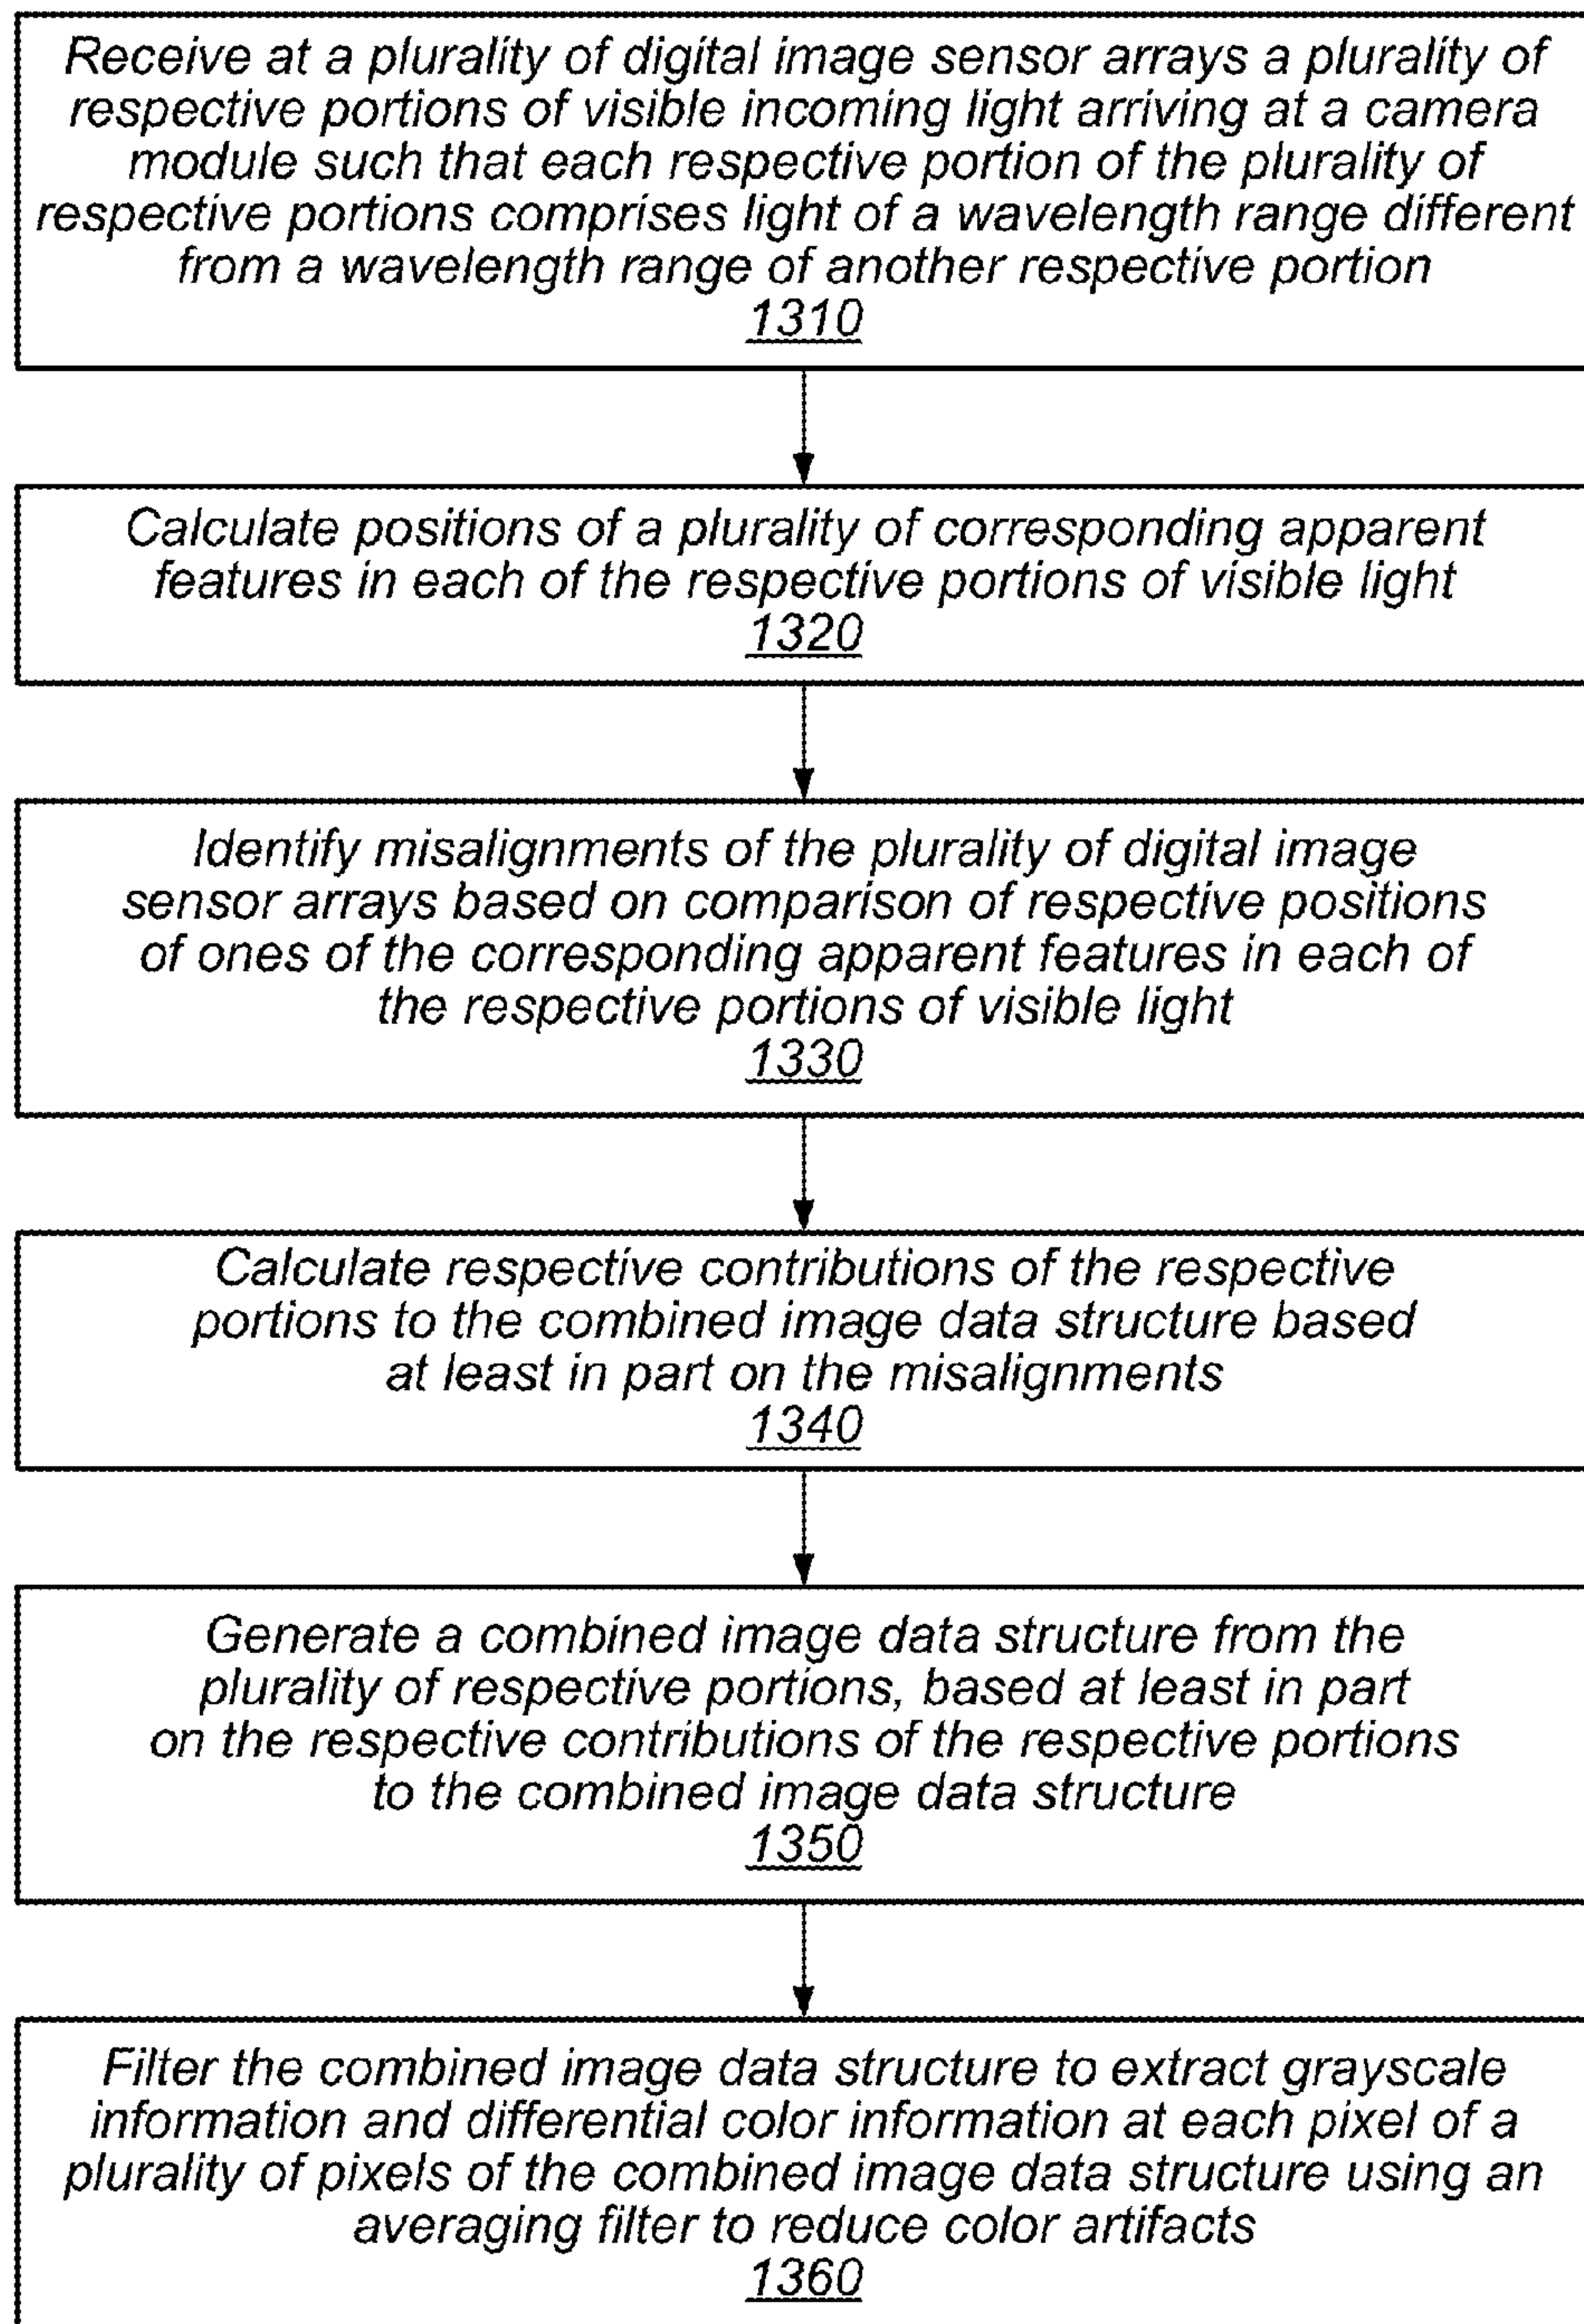 Receive at a plurality of digital image sensor arrays a plurality of
respective portions of visible incoming light arriving at a camera
module such that each respective portion of the plurality of
respective portions comprises light of a wavelength range different
from a wavelength range of another respective portion
1310
Calculate positions of a plurality of corresponding apparent
features in each of the respective portions of visible light
1320
Identify misalignments of the plurality of digital image
sensor arrays based on comparison of respective positions
of ones of the corresponding apparent features in each of
the respective portions of visible light
1330
Calculate respective contributions of the respective
portions to the combined image data structure based
at least in part on the misalignments
1340
Generate a combined image data structure from the
plurality of respective portions, based at least in part
on the respective contributions of the respective portions
to the combined image data structure
1350
Filter the combined image data structure to extract grayscale
information and differential color information at each pixel of a
plurality of pixels of the combined image data structure using an
averaging filter to reduce color artifacts
1360